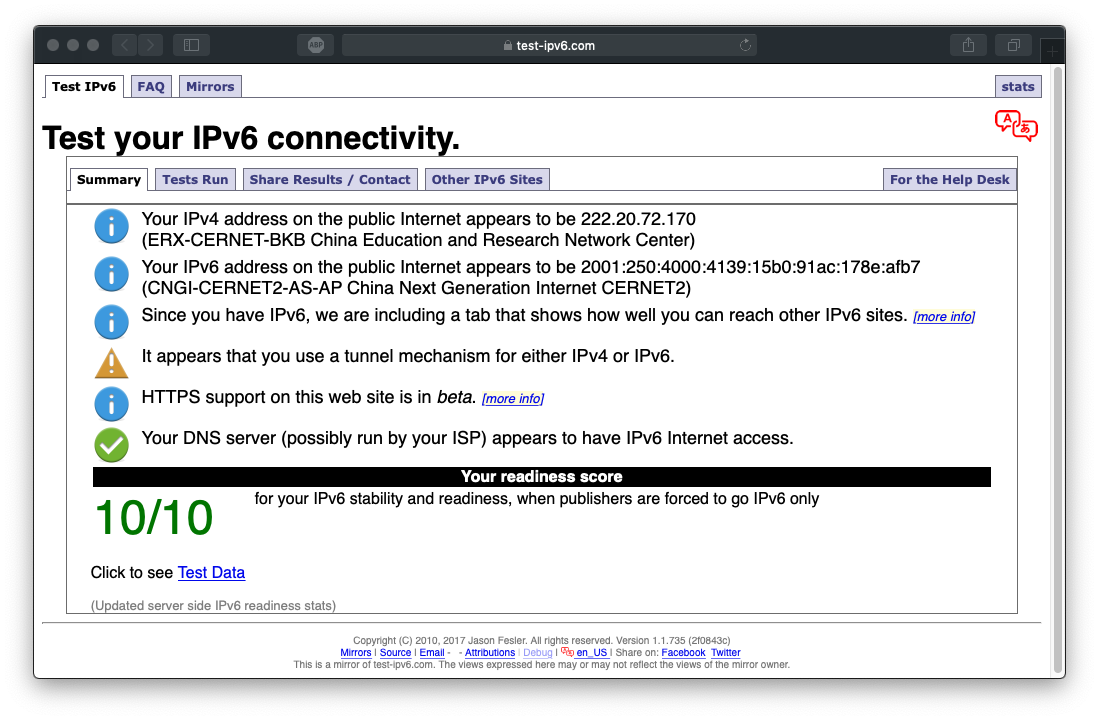 ABP
test-ipv6.com
Test IPv6 FAQ Mirrors stats
A あ
Test your IPv6 connectivity.
Summary Tests Run Share Results / Contact Other IPv6 Sites For the Help Desk
Your IPv4 address on the public Internet appears to be 222.20.72.170
(ERX-CERNET-BKB China Education and Research Network Center)
Your IPv6 address on the public Internet appears to be 2001:250:4000:4139:15b0:91ac:178e:afb7
(CNGI-CERNET2-AS-AP China Next Generation Internet CERNET2)
Since you have IPv6, we are including a tab that shows how well you can reach other IPv6 sites. [more info]
It appears that you use a tunnel mechanism for either IPv4 or IPv6.
HTTPS support on this web site is in beta. [more info]
Your DNS server (possibly run by your ISP) appears to have IPv6 Internet access.
Your readiness score
10/10 for your IPv6 stability and readiness, when publishers are forced to go IPv6 only
Click to see Test Data
(Updated server side IPv6 readiness stats)
Copyright (C) 2010, 2017 Jason Fesler. All rights reserved. Version 1.1.735 (2f0843c)
Mirrors | Source | Email - - Attributions | Debug | en_US | Share on: Facebook Twitter
This is a mirror of test-ipv6.com. The views expressed here may or may not reflect the views of the mirror owner.